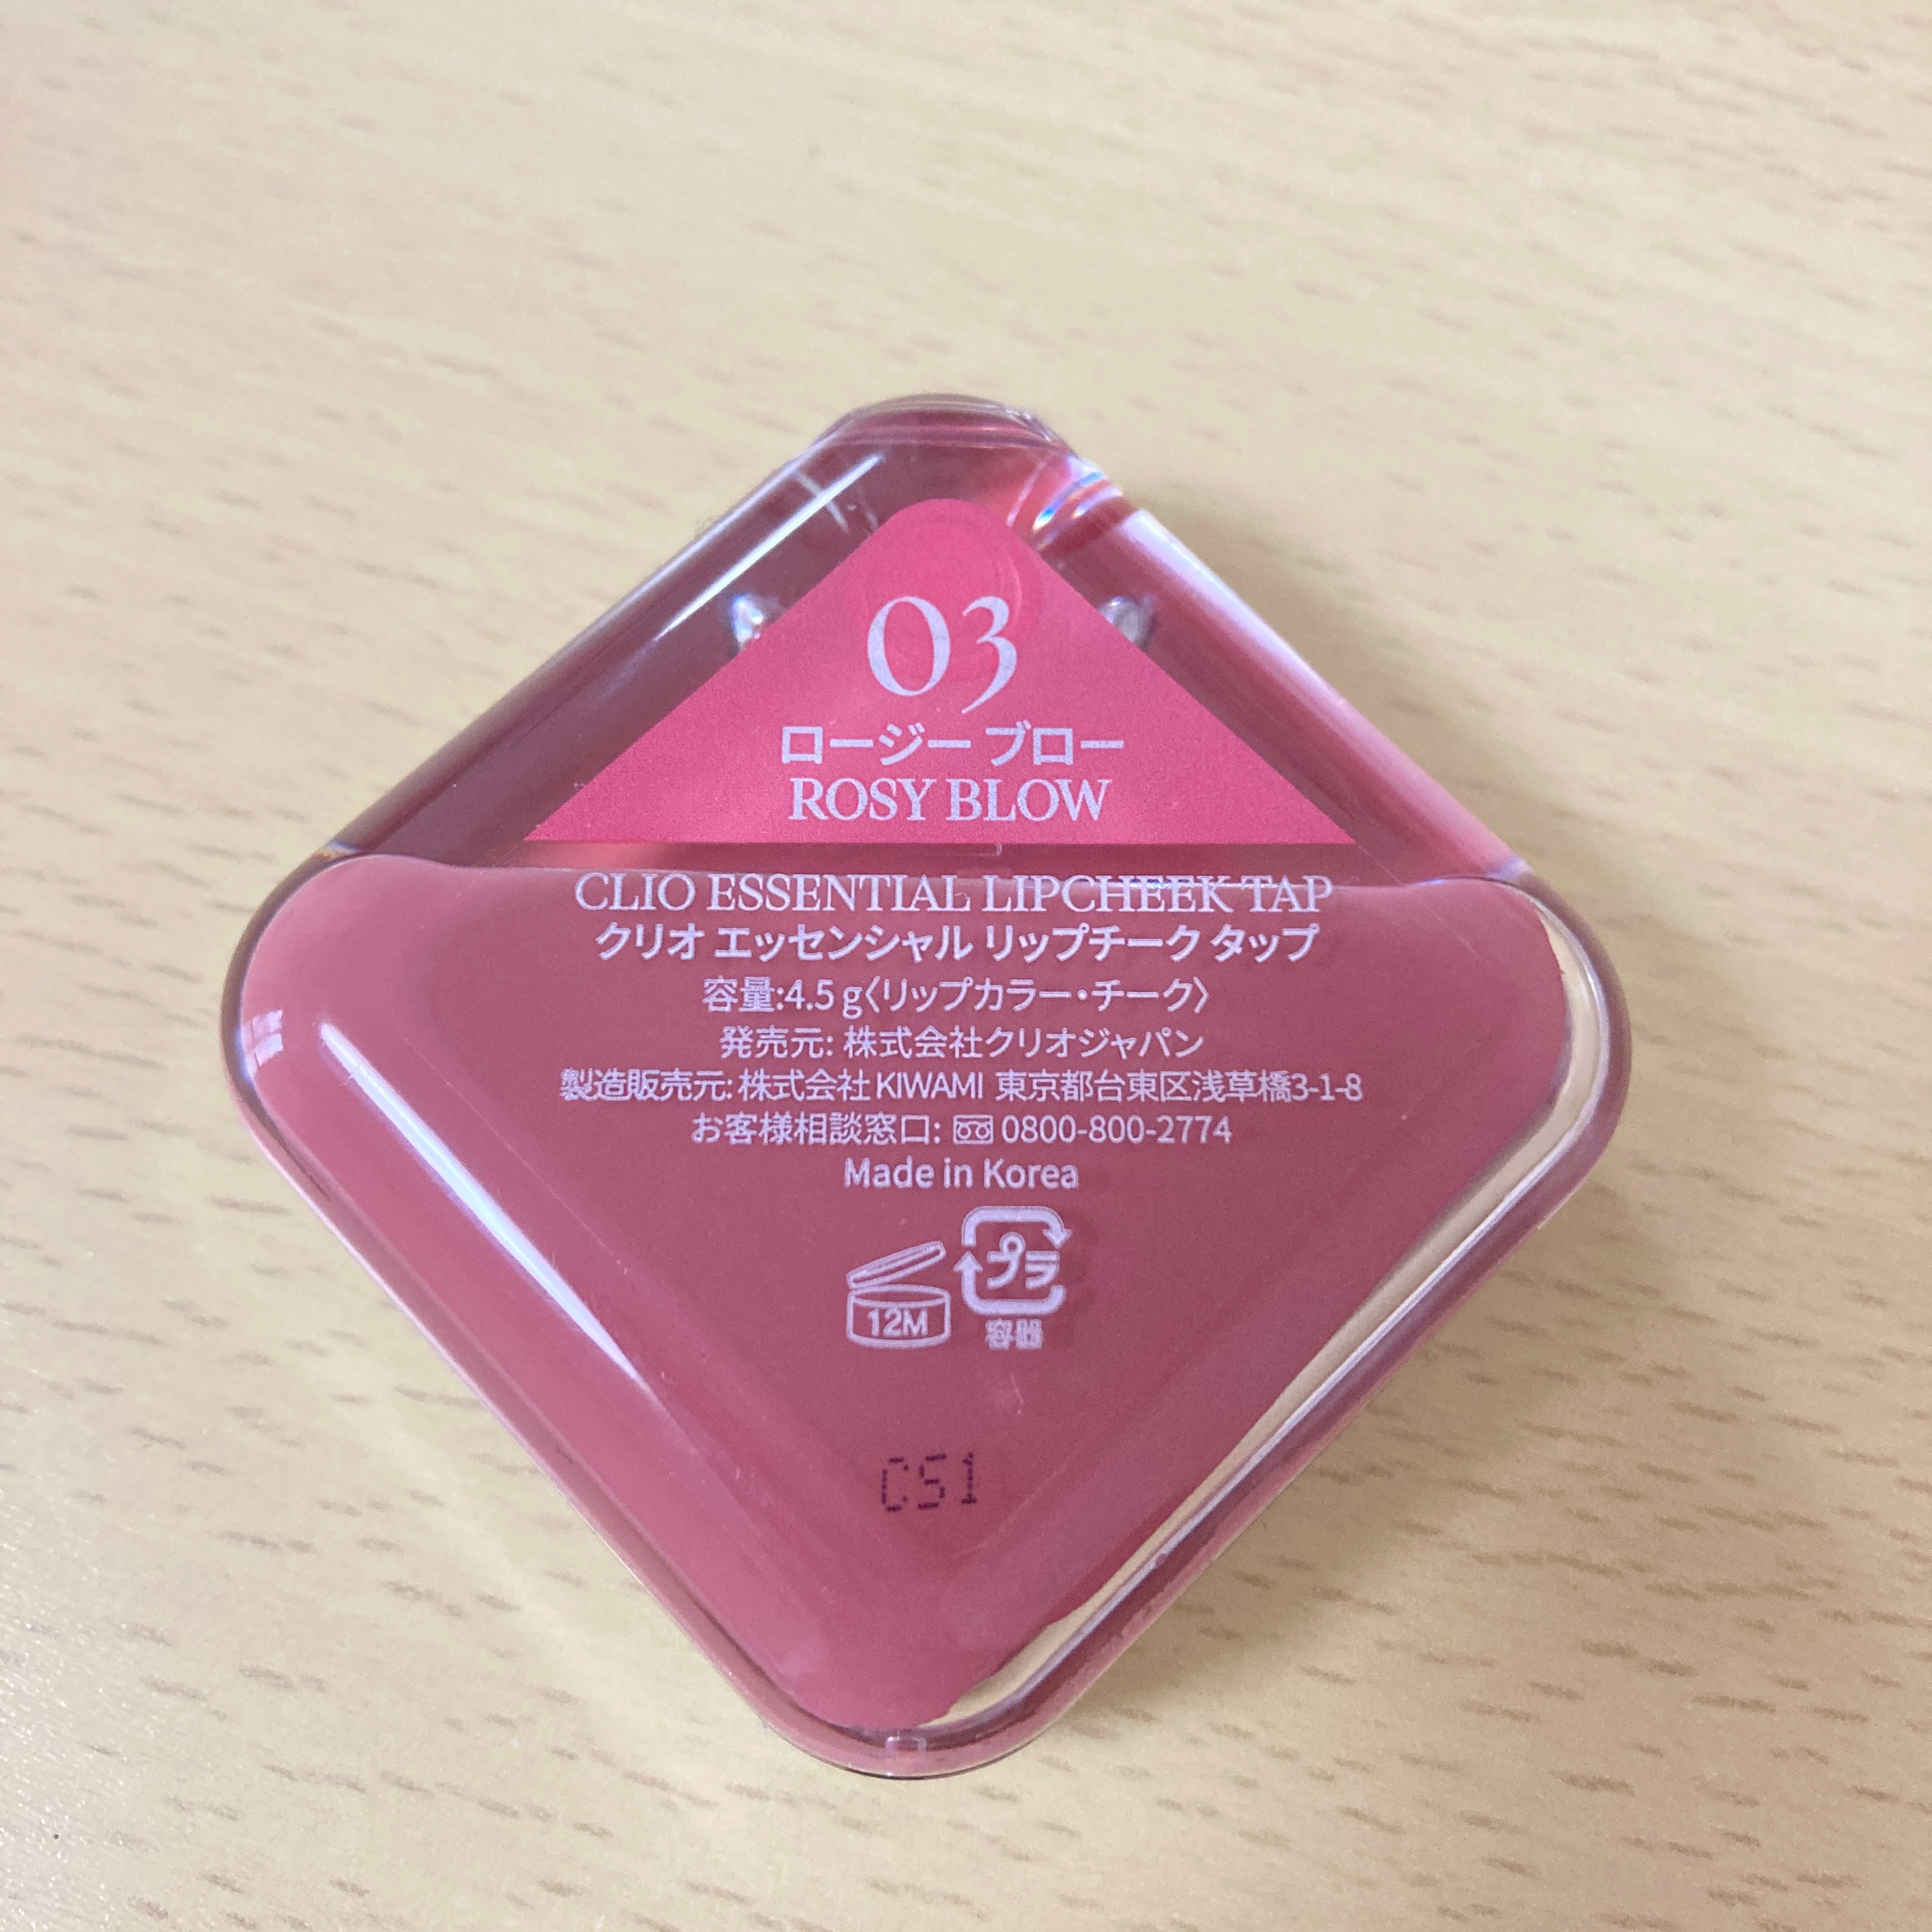 03
ロージー ブロー
ROSY BLOW
CLIO ESSENTIAL LIPCHEEK TAP
クリオ エッセンシャル リップチーク タップ
容量:4.5 g〈リップカラー・チーク〉
発売元: 株式会社クリオジャパン
製造販売元: 株式会社 KIWAMI 東京都台東区浅草橋3-1-8
お客様相談窓口: 0800-800-2774
Made in Korea
12M
プラ
容器
C51